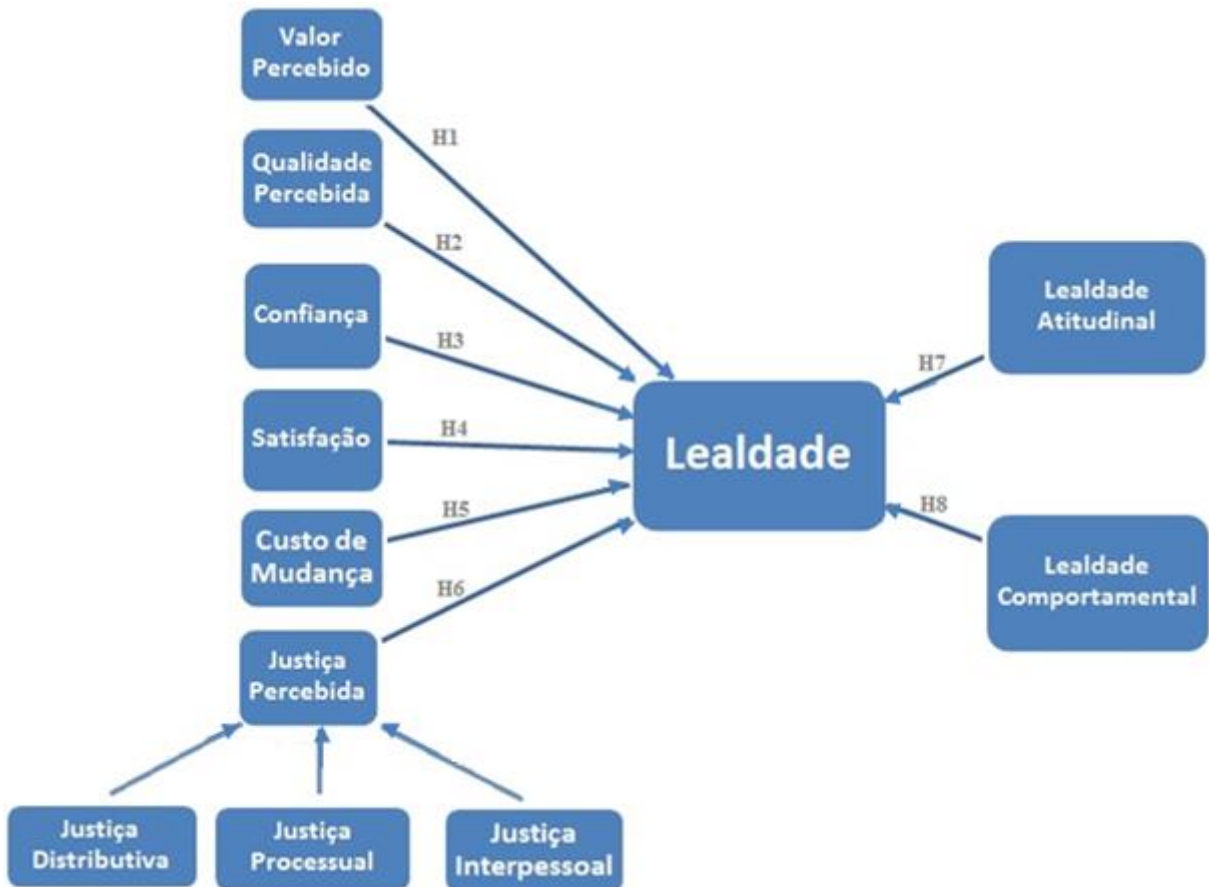 Valor
Percebido
H1
Qualidade
Percebida
H2
Confiança
H3
Satisfação
H4
Custo de
Mudança
H5
Justiça
Percebida
H6
Justiça
Distributiva
Justiça
Processual
Justiça
Interpessoal
Lealdade
H7
Lealdade
Atitudinal
H8
Lealdade
Comportamental